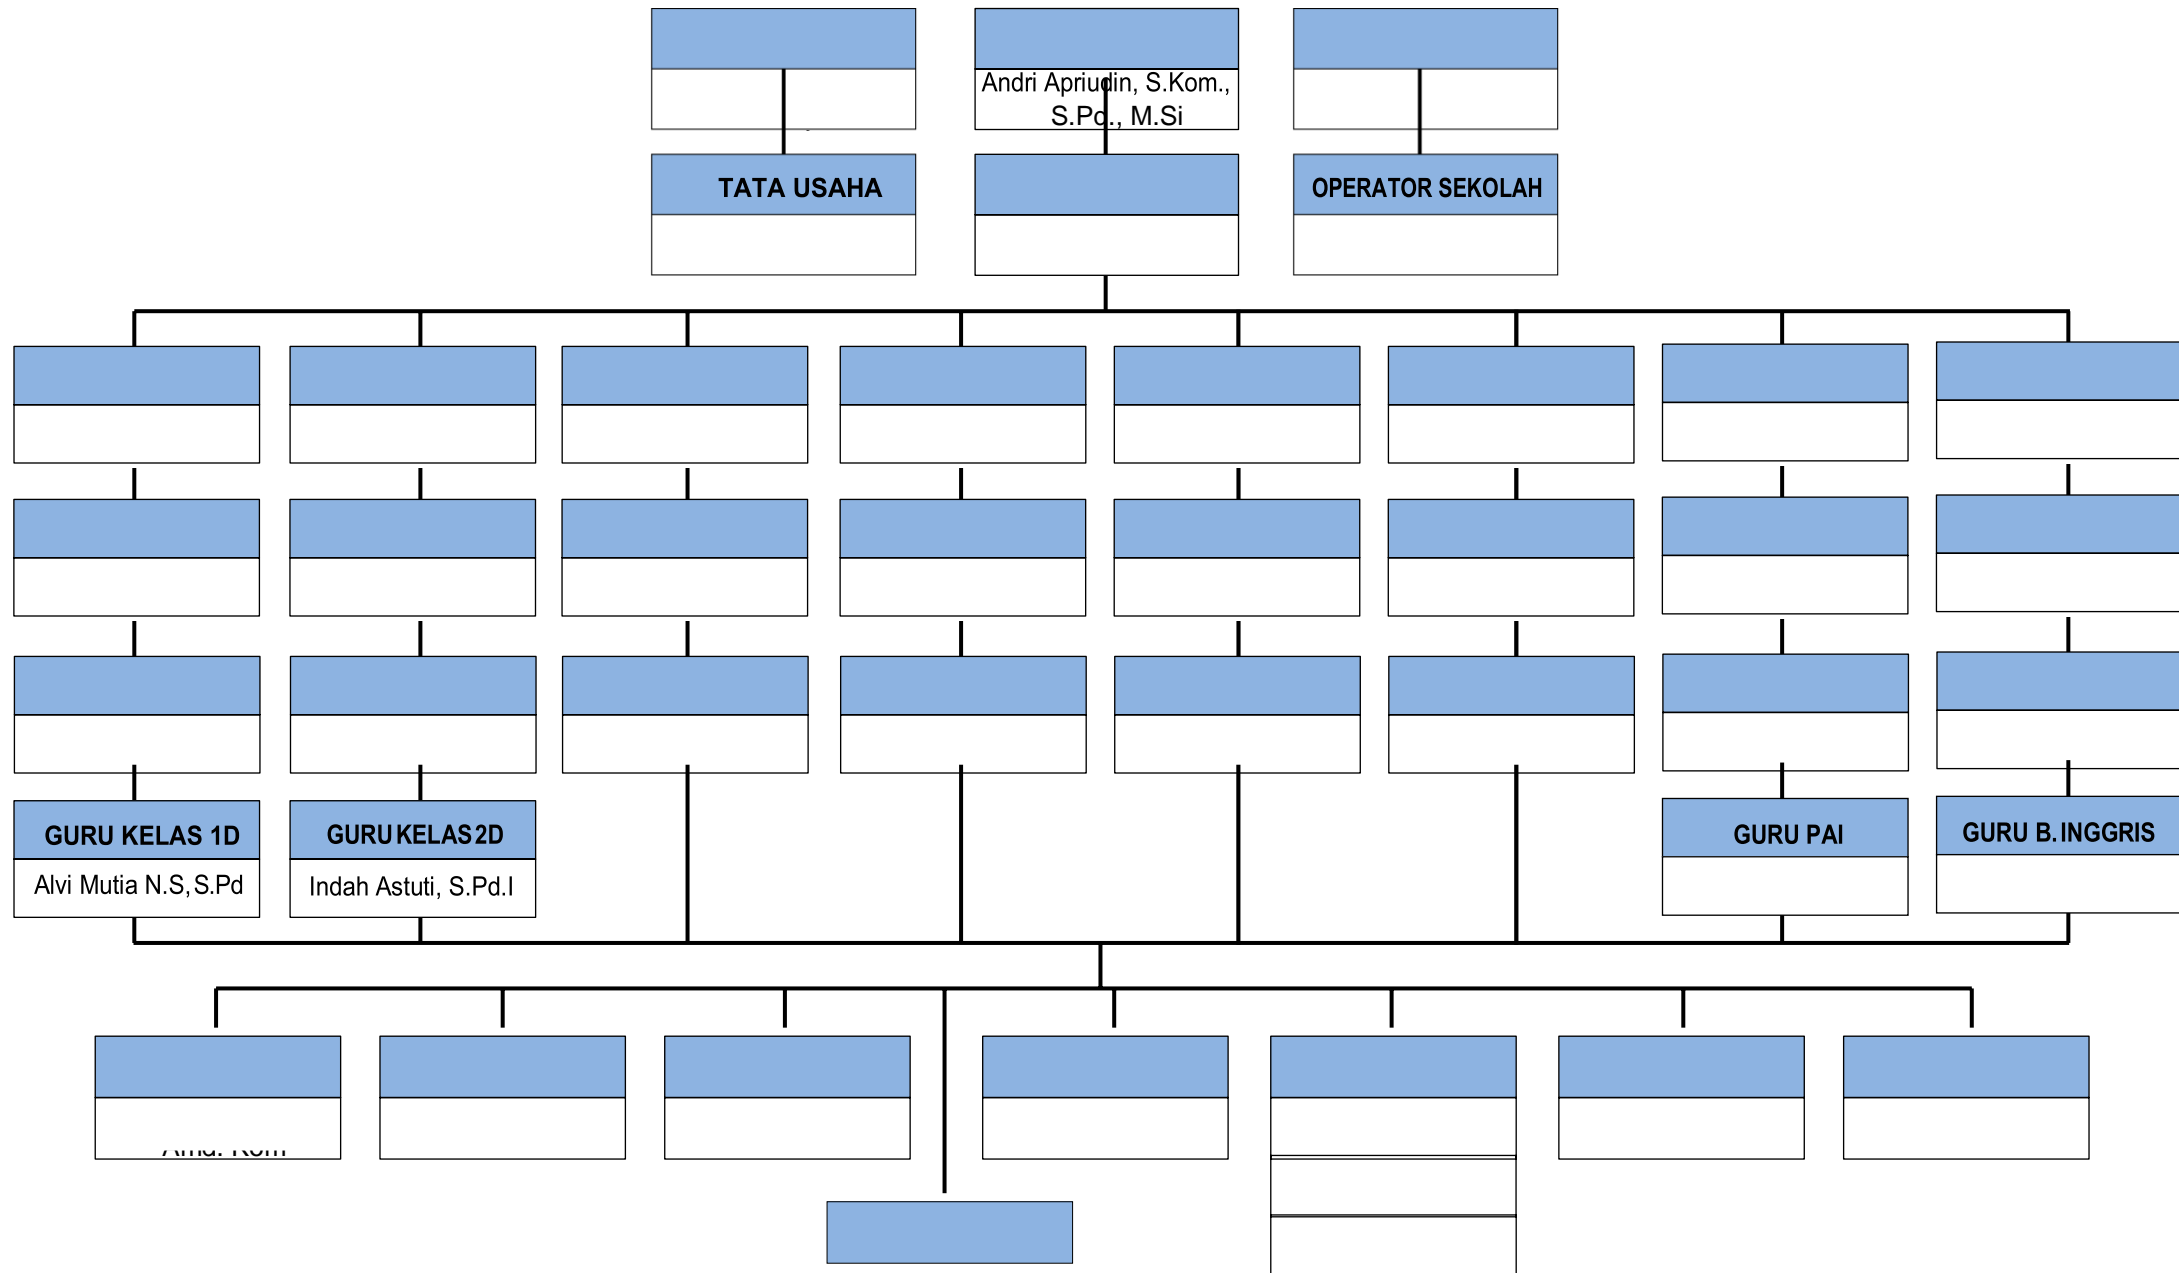 Andri Apriudin, S.Kom.,
S.Pd., M.Si
TATA USAHA
OPERATOR SEKOLAH
GURU KELAS 1D
GURU KELAS 2D
GURU PAI
GURU B. INGGRIS
Alvi Mutia N.S, S.Pd
Indah Astuti, S.Pd.I